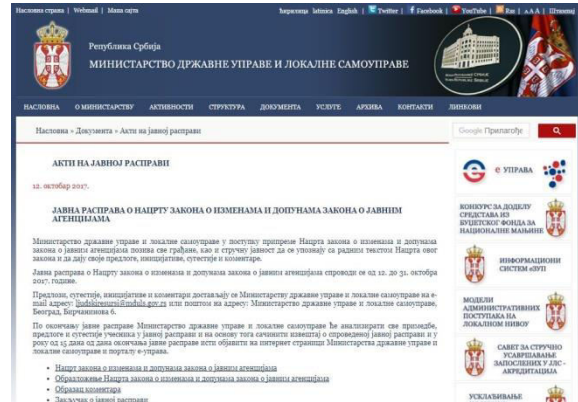 Насловна страна | Webmail | Мапа сајта
ћирилица latinica English | Twitter | Facebook | YouTube | Rss | A A A | Штампај
Република Србија
МИНИСТАРСТВО ДРЖАВНЕ УПРАВЕ И ЛОКАЛНЕ САМОУПРАВЕ
НАСЛОВНА О МИНИСТАРСТВУ АКТИВНОСТИ СТРУКТУРА ДОКУМЕНТА УСЛУГЕ АРХИВА КОНТАКТИ ЛИНКОВИ
Насловна » Документа » Акти на јавној расправи
Google Прилагође
АКТИ НА ЈАВНОЈ РАСПРАВИ
12. октобар 2017.
ЈАВНА РАСПРАВА О НАЦРТУ ЗАКОНА О ИЗМЕНАМА И ДОПУНАМА ЗАКОНА О ЈАВНИМ
АГЕНЦИЈАМА
Министарство државне управе и локалне самоуправе у поступку припреме Нацрта закона о изменама и допунама
закона о јавним агенцијама позива све грађане, као и стручну јавност да се упознају са радним текстом Нацрта овог
закона и да дају своје предлоге, иницијативе, сугестије и коментаре.
Јавна расправа о Нацрту закона о изменама и допунама закона о јавним агенцијама спроводи се од 12. до 31. октобра
2017. године.
Предлози, сугестије, иницијативе и коментари достављају се Министарству државне управе и локалне самоуправе на е-
mail адресу: ljudskiresursi@mduls.gov.rs или поштом на адресу: Министарство државне управе и локалне самоуправе,
Београд, Бирчанинова 6.
По окончању јавне расправе Министарство државне управе и локалне самоуправе ће анализирати све примедбе,
предлоге и сугестије учесника у јавној расправи и на основу тога сачинити извештај о спроведеној јавној расправи и у
року од 15 дана од дана окончања јавне расправе исти објавити на интернет страници Министарства државне управе и
локалне самоуправе и порталу е-управа.
• Нацрт закона о изменама и допунама закона о јавним агенцијама
• Образложење Нацрта закона о изменама и допунама закона о јавним агенцијама
• Образац коментара
• Закључак о јавној расправи
е УПРАВА
КОНКУРС ЗА ДОДЕЛУ
СРЕДСТАВА ИЗ
БУЏЕТСКОГ ФОНДА ЗА
НАЦИОНАЛНЕ МАЊИНЕ
ИНФОРМАЦИОНИ
СИСТЕМ еЗУП
МОДЕЛИ
АДМИНИСТРАТИВНИХ
ПОСТУПАКА НА
ЛОКАЛНОМ НИВОУ
САВЕТ ЗА СТРУЧНО
УСАВРШАВАЊЕ
ЗАПОСЛЕНИХ У ЈЛС -
АКРЕДИТАЦИЈА
УСКЛАЂИВАЊЕ